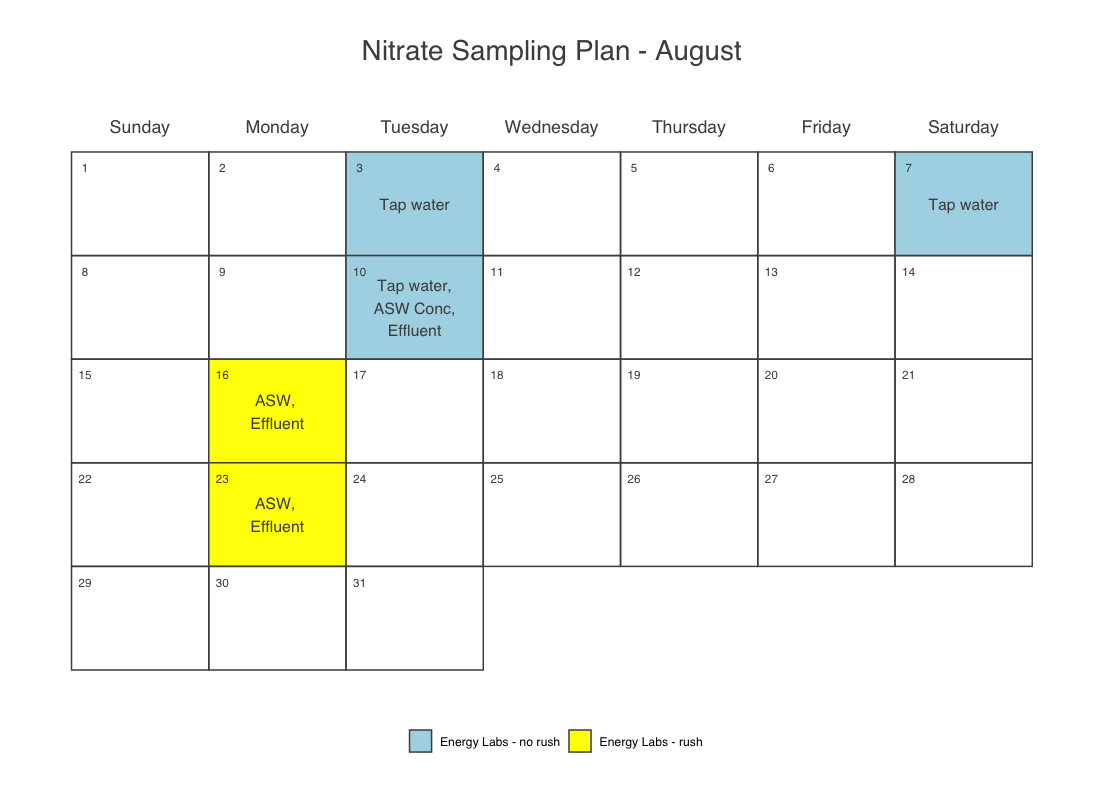 Nitrate Sampling Plan - August
Sunday Monday Tuesday Wednesday Thursday Friday Saturday
1 2 3 4 5 6 7
Tap water Tap water
8 9 10 11 12 13 14
Tap water,
ASW Conc,
Effluent
15 16 17 18 19 20 21
ASW,
Effluent
22 23 24 25 26 27 28
ASW,
Effluent
29 30 31
Energy Labs - no rush Energy Labs - rush